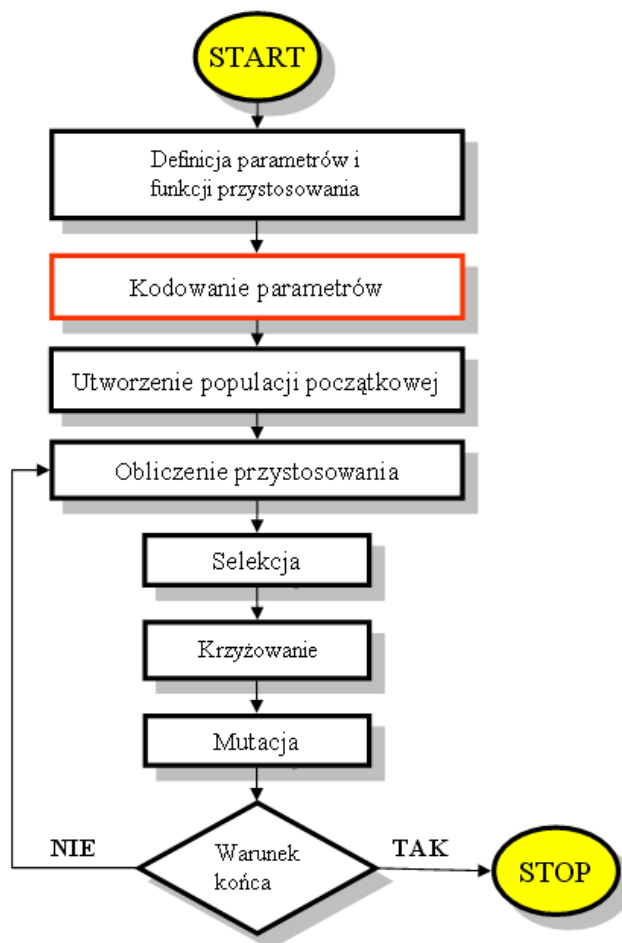 START
Definicja parametrów i
funkcji przystosowania
Kodowanie parametrów
Utworzenie populacji początkowej
Obliczenie przystosowania
Selekcja
Krzyżowanie
Mutacja
NIE
Warunek
końca
TAK
STOP